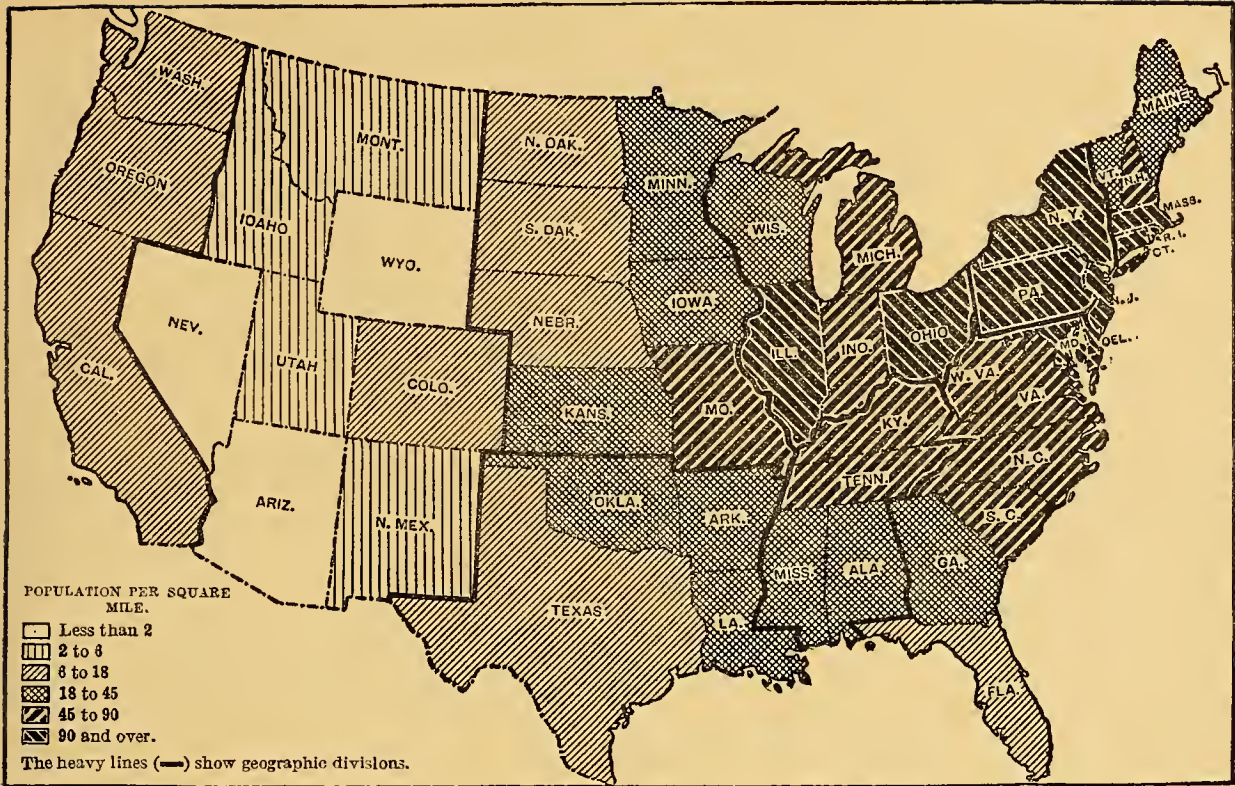 WASH.
MONT.
N. DAK.
MINN.
MAINE
OREGON
IDAHO
S. DAK.
WIS.
MICH.
VT.
N.H.
N. Y.
MASS.
R. I.
CT.
WYO.
NEBR.
IOWA
PA.
N. J.
NEV.
UTAH
COLO.
ILL.
IND.
OHIO
MD.
DEL.
CAL.
KANS.
MO.
KY.
W. VA.
VA.
ARIZ.
N. MEX.
OKLA.
ARK.
TENN.
N. C.
S. C.
TEXAS
LA.
MISS.
ALA.
GA.
FLA.
POPULATION PER SQUARE
MILE.
Less than 2
2 to 6
6 to 18
18 to 45
45 to 90
90 and over.
The heavy lines (━) show geographic divisions.